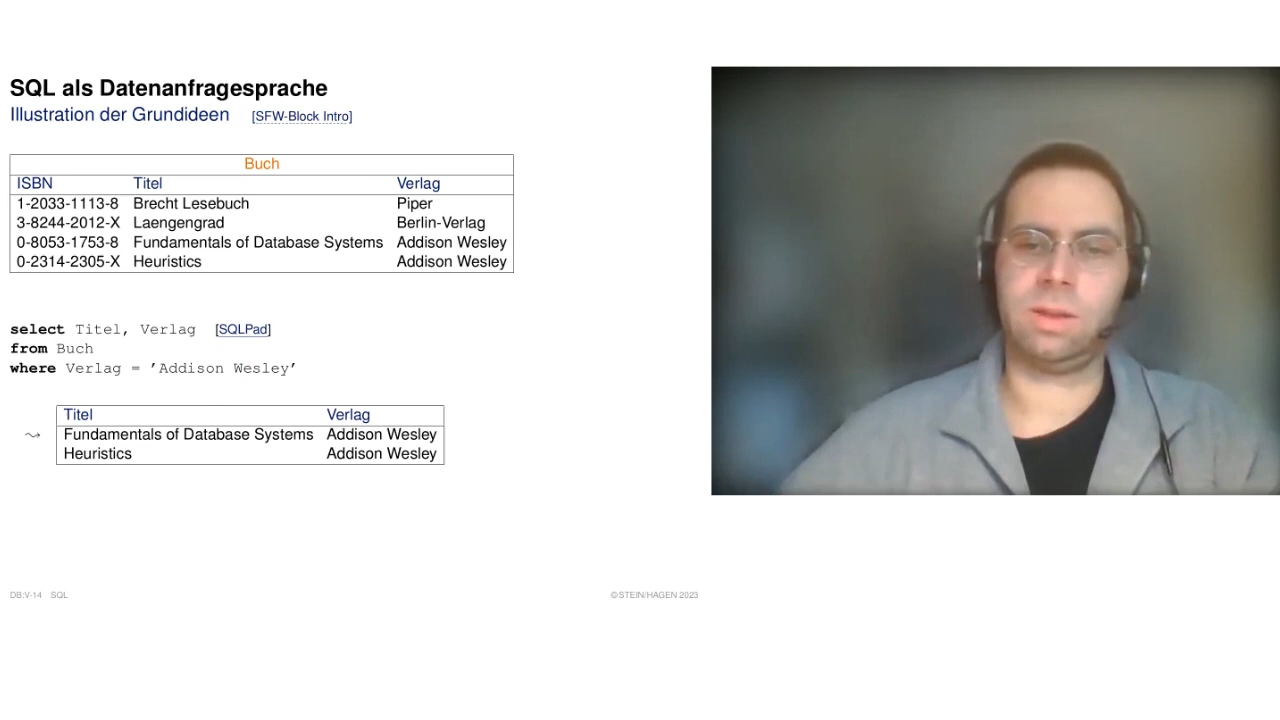 SQL als Datenanfragesprache
Illustration der Grundideen [SFW-Block Intro]
Buch
ISBN Titel Verlag
1-2033-1113-8 Brecht Lesebuch Piper
3-8244-2012-X Laengengrad Berlin-Verlag
0-8053-1753-8 Fundamentals of Database Systems Addison Wesley
0-2314-2305-X Heuristics Addison Wesley
select Titel, Verlag [SQLPad]
from Buch
where Verlag = ’Addison Wesley’
Titel Verlag
⤳ Fundamentals of Database Systems Addison Wesley
Heuristics Addison Wesley
DB:V-14 SQL ©STEIN/HAGEN 2023